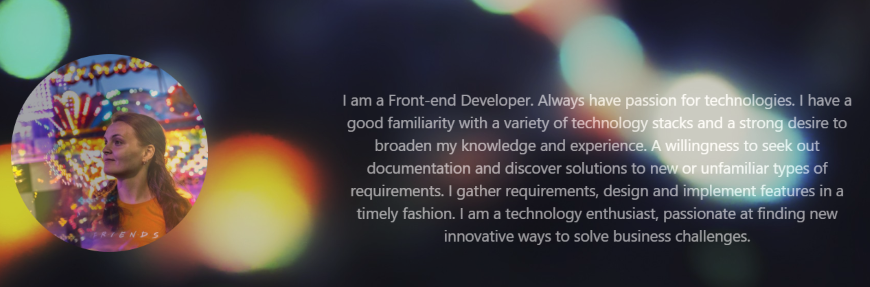 I am a Front-end Developer. Always have passion for technologies. I have a
good familiarity with a variety of technology stacks and a strong desire to
broaden my knowledge and experience. A willingness to seek out
documentation and discover solutions to new or unfamiliar types of
requirements. I gather requirements, design and implement features in a
timely fashion. I am a technology enthusiast, passionate at finding new
innovative ways to solve business challenges.
FRIENDS